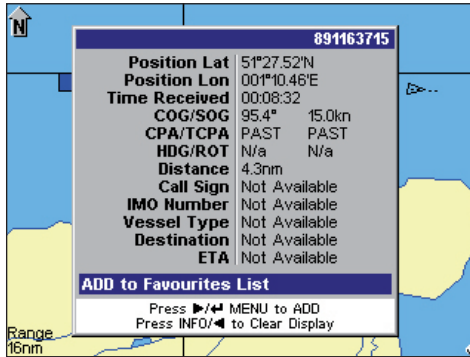 N
891163715
Position Lat 51°27.52'N
Position Lon 001°10.46'E
Time Received 00:08:32
COG/SOG 95.4° 15.0kn
CPA/TCPA PAST PAST
HDG/ROT N/a N/a
Distance 4.3nm
Call Sign Not Available
IMO Number Not Available
Vessel Type Not Available
Destination Not Available
ETA Not Available
ADD to Favourites List
Press ▶/↵ MENU to ADD
Press INFO/◀ to Clear Display
Range
16nm